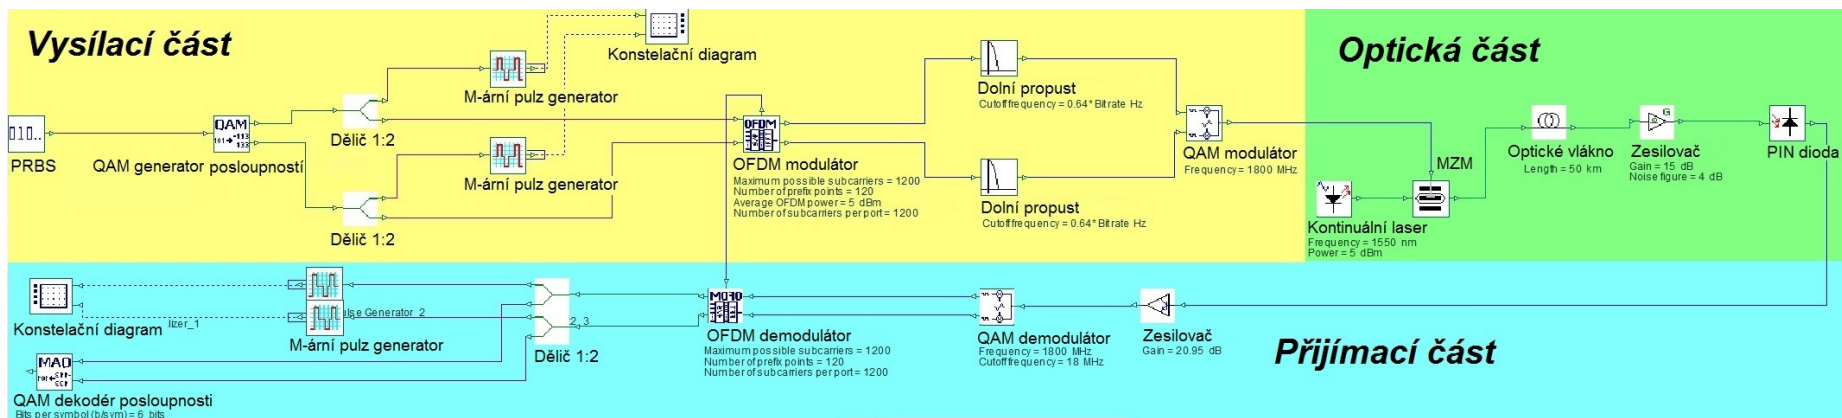 Vysílací část
Konstelační diagram
M-ární pulz generator
Dělič 1:2
PRBS
QAM
QAM generator posloupností
M-ární pulz generator
Dělič 1:2
OFDM
OFDM modulátor
Maximum possible subcarriers = 1200
Number of prefix points = 120
Average OFDM power = 5 dBm
Number of subcarriers per port = 1200
Dolní propust
Cutoff frequency = 0.64* Bitrate Hz
Dolní propust
Cutoff frequency = 0.64* Bitrate Hz
QAM modulátor
Frequency = 1800 MHz
Optická část
MZM
Kontinuální laser
Frequency = 1550 nm
Power = 5 dBm
Optické vlákno
Length = 50 km
G
Zesilovač
Gain = 15 dB
Noise figure = 4 dB
PIN dioda
Přijímací část
Zesilovač
Gain = 20.95 dB
QAM demodulátor
Frequency = 1800 MHz
Cutoff frequency = 18 MHz
OFDM demodulátor
Maximum possible subcarriers = 1200
Number of prefix points = 120
Number of subcarriers per port = 1200
2_3
Dělič 1:2
ulse Generator_2
M-ární pulz generator
Konstelační diagram
lizer_1
QAM dekodér posloupnosti
Bits per symbol (b/sym) = 6 bits